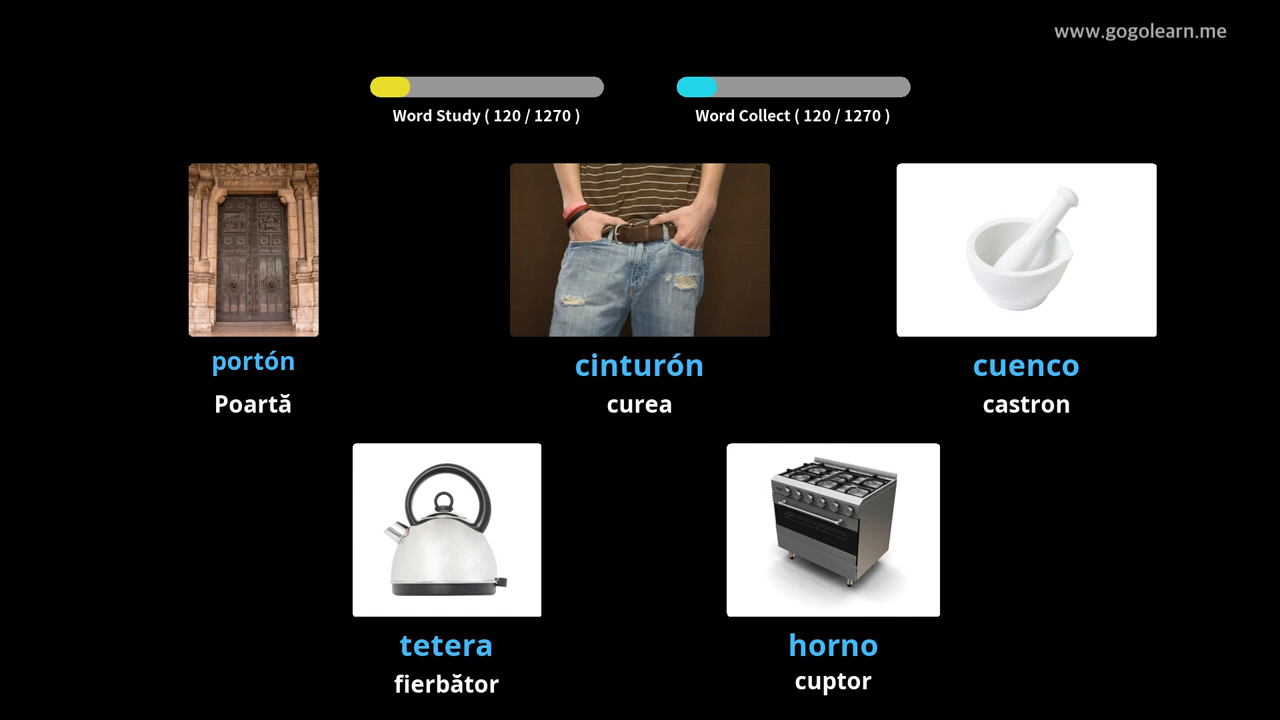 www.gogolearn.me
Word Study ( 120 / 1270 )
Word Collect ( 120 / 1270 )
portón
Poartă
cinturón
curea
cuenco
castron
tetera
fierbător
horno
cuptor